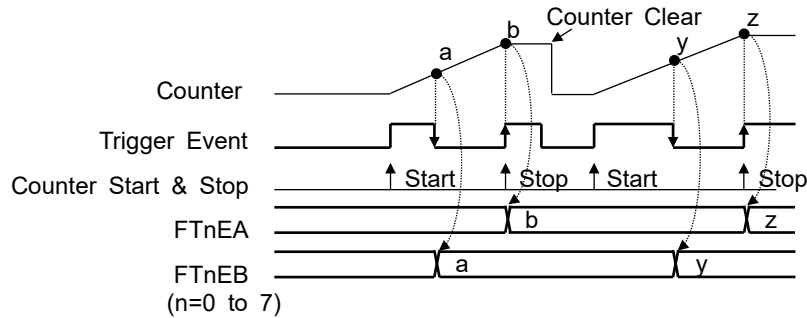 Counter Clear
a
b
y
z
Counter
Trigger Event
Counter Start & Stop
Start
Stop
Start
Stop
FTnEA
b
z
FTnEB
a
y
(n=0 to 7)